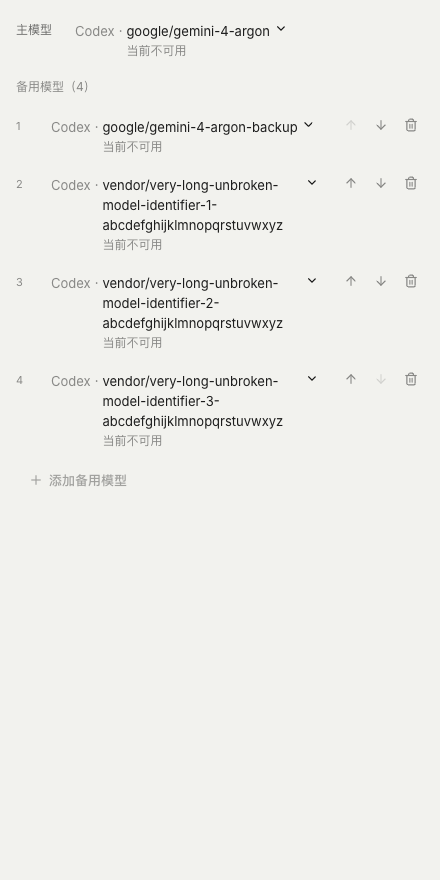 主模型 Codex · google/gemini-4-argon
当前不可用
备用模型（4）
1 Codex · google/gemini-4-argon-backup
当前不可用
2 Codex · vendor/very-long-unbroken-
model-identifier-1-
abcdefghijklmnopqrstuvwxyz
当前不可用
3 Codex · vendor/very-long-unbroken-
model-identifier-2-
abcdefghijklmnopqrstuvwxyz
当前不可用
4 Codex · vendor/very-long-unbroken-
model-identifier-3-
abcdefghijklmnopqrstuvwxyz
当前不可用
添加备用模型